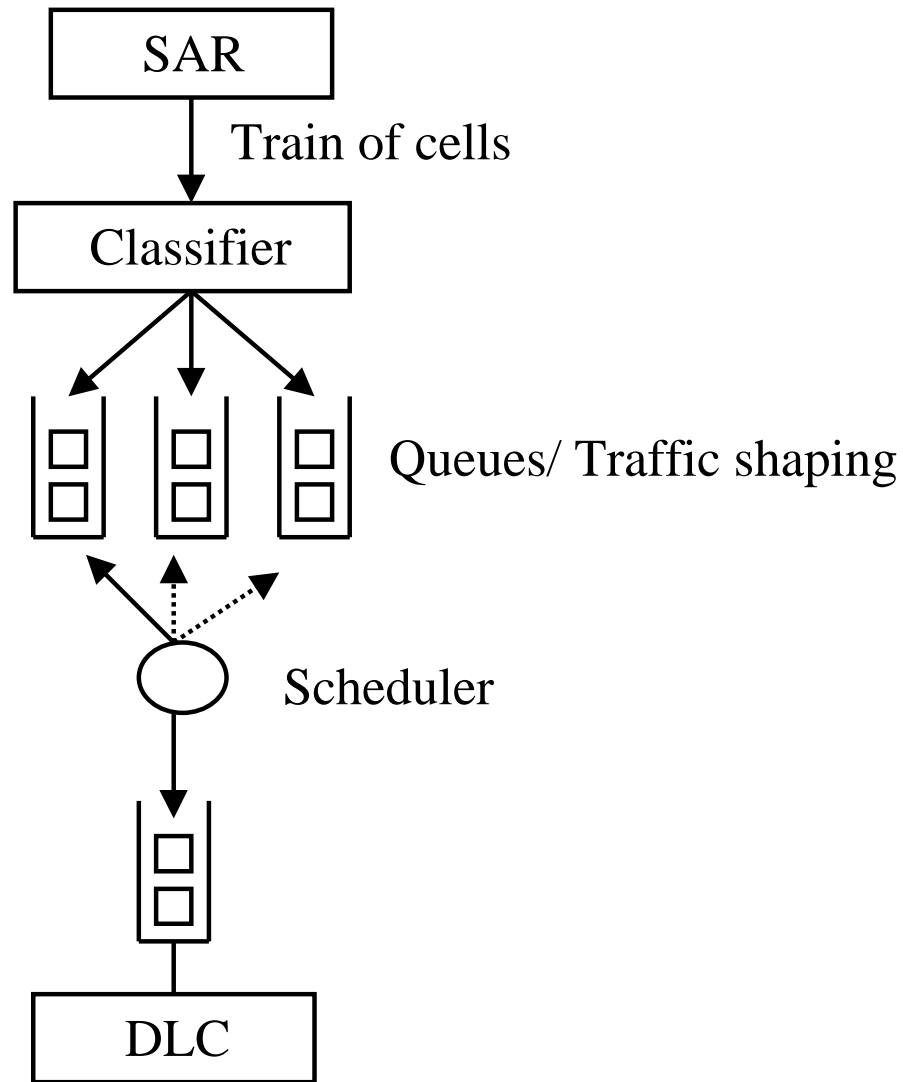 SAR
Train of cells
Classifier
Queues/ Traffic shaping
Scheduler
DLC